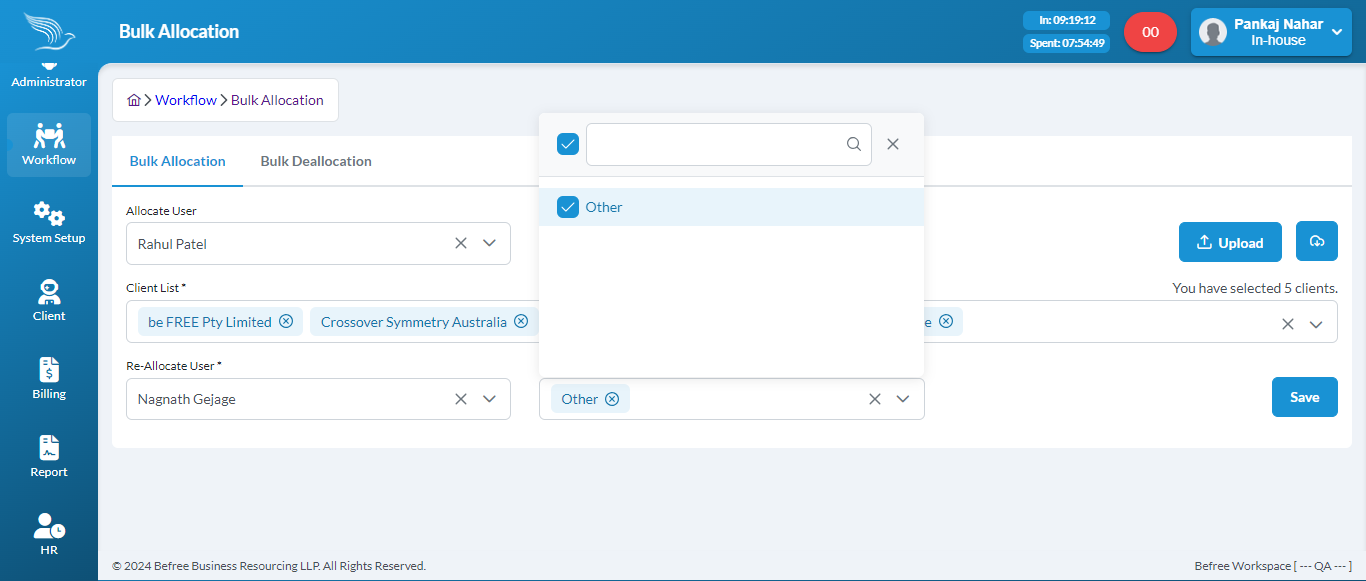 Bulk Allocation
In: 09:19:12
Spent: 07:54:49
00
Pankaj Nahar
In-house
Administrator
Workflow
System Setup
Client
Billing
Report
HR
Workflow Bulk Allocation
Bulk Allocation Bulk Deallocation
Allocate User
Rahul Patel
Other
Upload
Client List *
You have selected 5 clients.
be FREE Pty Limited Crossover Symmetry Australia e
Re-Allocate User *
Nagnath Gejage
Other
Save
© 2024 Befree Business Resourcing LLP. All Rights Reserved.
Befree Workspace [ --- QA --- ]